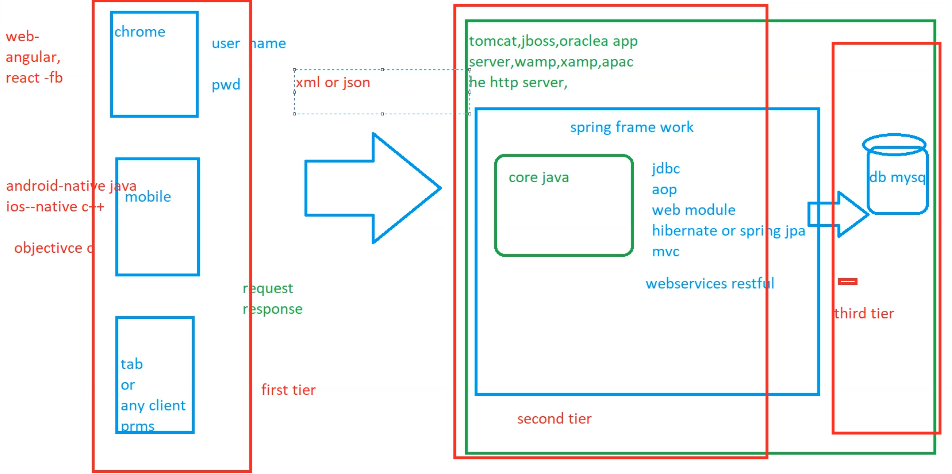 web-
angular,
react -fb
chrome
user name
pwd
xml or json
android-native java
ios--native c++
objectivce c
mobile
request
response
tab
or
any client
prms
first tier
tomcat,jboss,oraclea app
server,wamp,xamp,apac
he http server,
spring frame work
core java
jdbc
aop
web module
hibernate or spring jpa
mvc
webservices restful
second tier
db mysq
third tier